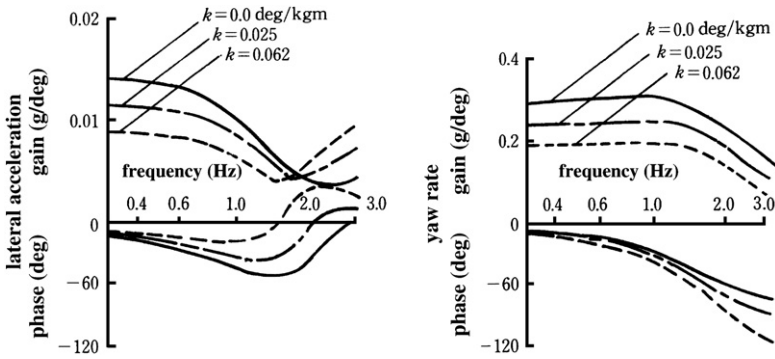 0.02
k = 0.0 deg/kgm
k = 0.025
k = 0.062
0.01
frequency (Hz)
0
0.4
0.6
1.0
2.0
3.0
−60
−120
lateral acceleration
gain (g/deg)
phase (deg)
k = 0.0 deg/kgm
k = 0.025
k = 0.062
0.4
0.2
frequency (Hz)
0
0.4
0.6
1.0
2.0
3.0
−60
−120
yaw rate
gain (g/deg)
phase (deg)